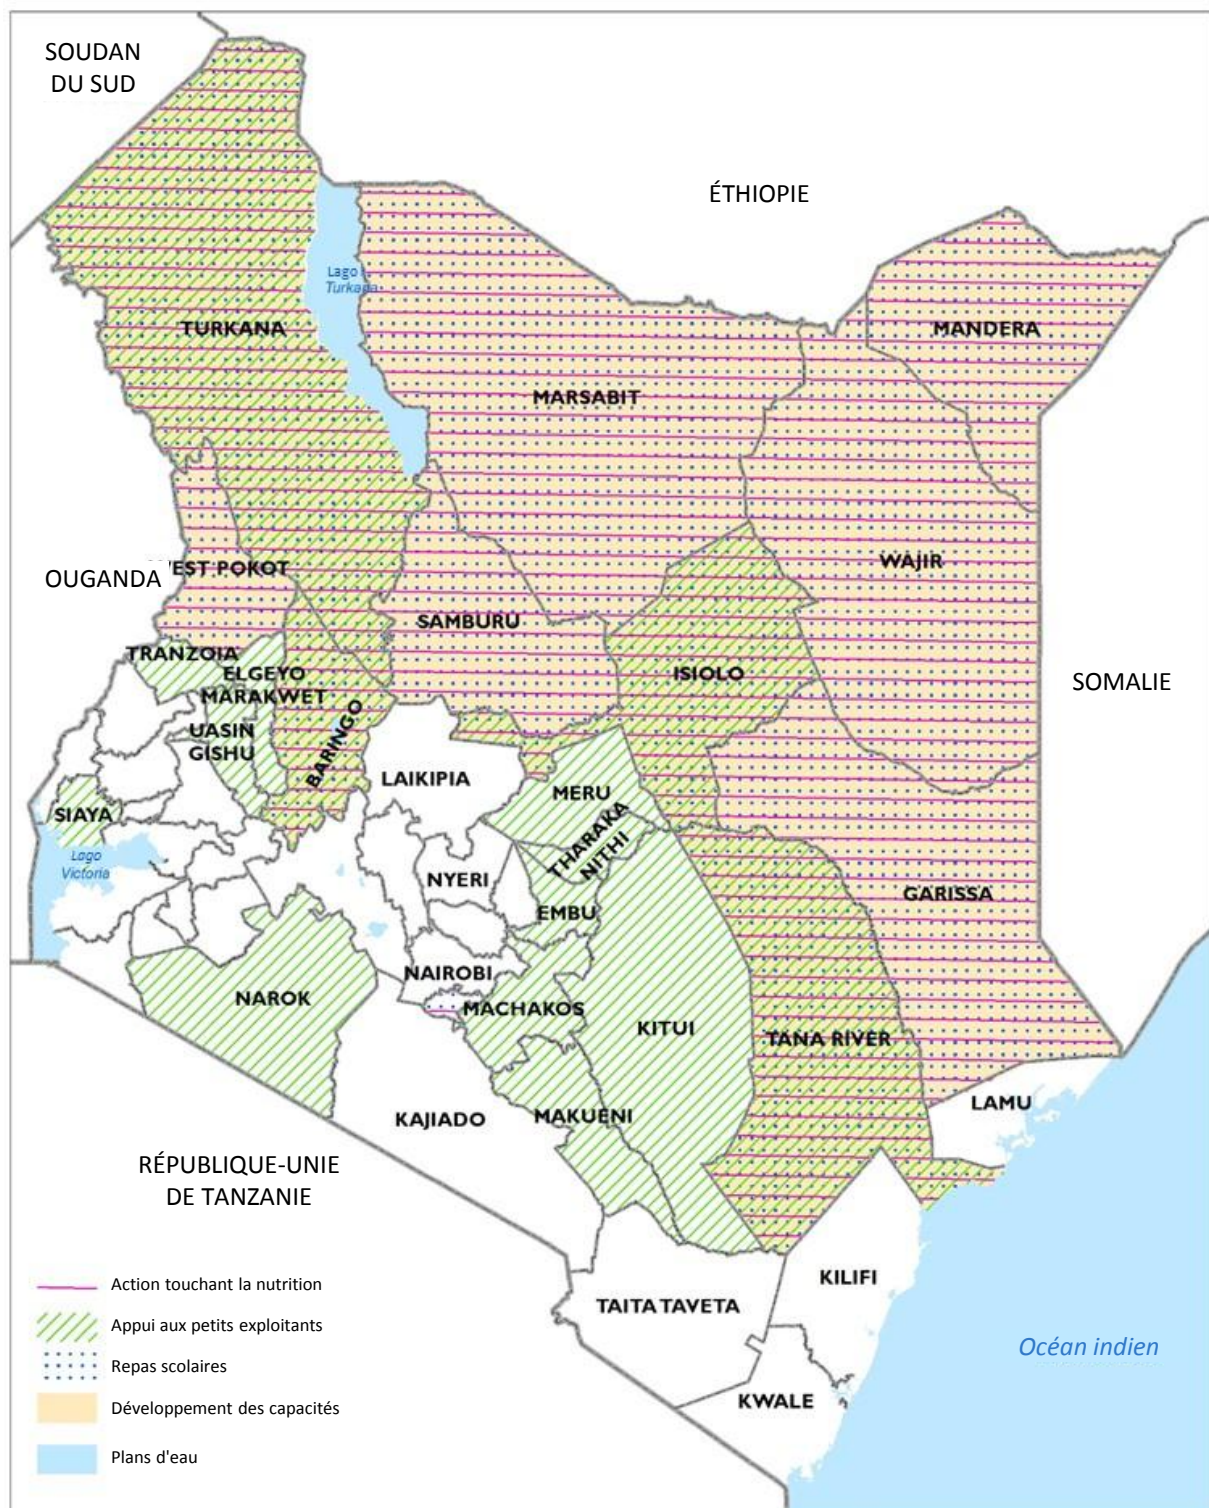 SOUDAN
DU SUD
ÉTHIOPIE
Lago
Turkana
TURKANA
MANDERA
MARSABIT
WAJIR
OUGANDA
WEST POKOT
SAMBURU
TRANZOIA
ELGEYO
MARAKWET
ISIOLO
SOMALIE
UASIN
GISHU
BARINGO
LAIKIPIA
MERU
SIAYA
THARAKA
NITHI
Lago
Victoria
NYERI
GARISSA
EMBU
NAIROBI
NAROK
MACHAKOS
KITUI
TANA RIVER
LAMU
KAJIADO
MAKUENI
RÉPUBLIQUE-UNIE
DE TANZANIE
KILIFI
TAITA TAVETA
Océan indien
KWALE
Action touchant la nutrition
Appui aux petits exploitants
Repas scolaires
Développement des capacités
Plans d'eau